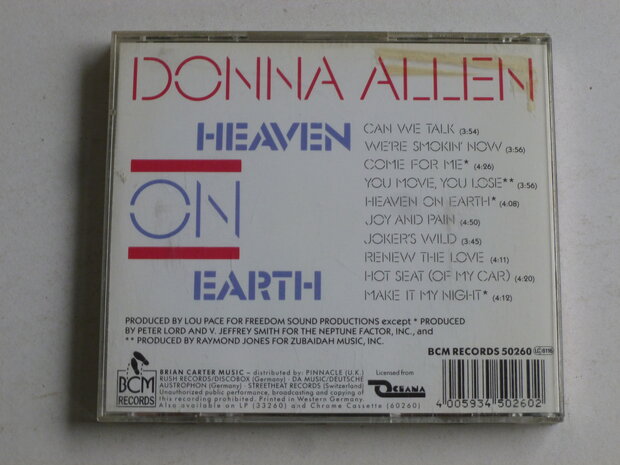 DONNA ALLEN
HEAVEN
ON
EARTH
CAN WE TALK (3:54)
WE'RE SMOKIN' NOW (3:56)
COME FOR ME* (4:26)
YOU MOVE, YOU LOSE** (3:56)
HEAVEN ON EARTH* (4:08)
JOY AND PAIN (4:50)
JOKER'S WILD (3:45)
RENEW THE LOVE (4:11)
HOT SEAT (OF MY CAR) (4:20)
MAKE IT MY NIGHT* (4:12)
PRODUCED BY LOU PACE FOR FREEDOM SOUND PRODUCTIONS except * PRODUCED
BY PETER LORD AND V. JEFFREY SMITH FOR THE NEPTUNE FACTOR, INC., and
** PRODUCED BY RAYMOND JONES FOR ZUBAIDAH MUSIC, INC.
BCM RECORDS 50260 LC 6116
BCM
RECORDS
BRIAN CARTER MUSIC – distributed by: PINNACLE (U.K.)
RUSH RECORDS/DISCOBOX (Germany) · DA MUSIC/DEUTSCHE
AUSTROPHON (Germany) · STREETHEAT RECORDS (Switzerland)
Unauthorized public performance, broadcasting and copying of
this recording prohibited. Printed in Western Germany.
Also available on LP (33260) and Chrome Cassette (60260)
Licensed from
OCEANA
4 005934 502602